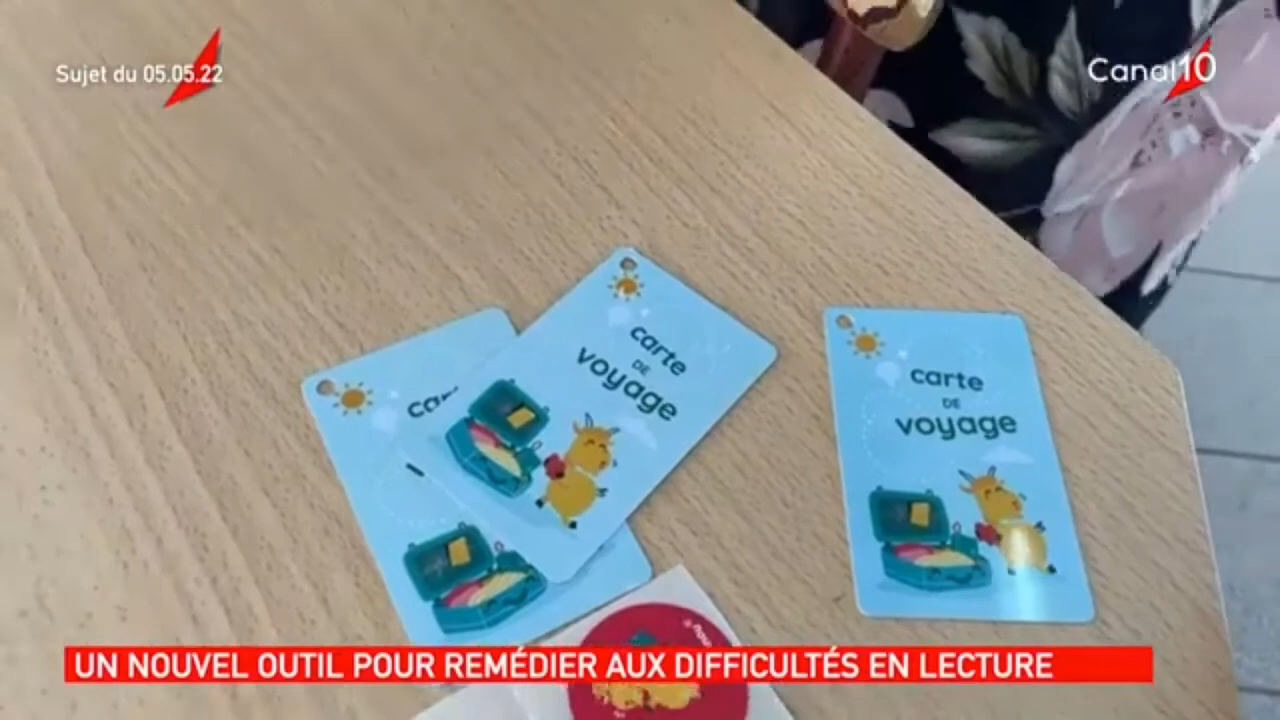 Sujet du 05.05.22
Canal10
carte
DE
voyage
carte
DE
voyage
UN NOUVEL OUTIL POUR REMÉDIER AUX DIFFICULTÉS EN LECTURE